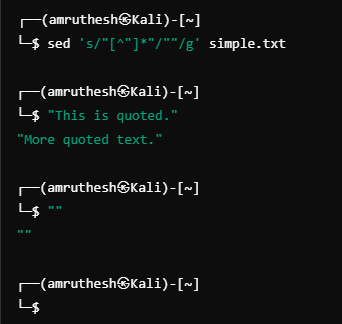 ┌──(amruthesh㉿Kali)-[~]
└─$ sed 's/"[^"]*"/""/g' simple.txt
┌──(amruthesh㉿Kali)-[~]
└─$ "This is quoted."
"More quoted text."
┌──(amruthesh㉿Kali)-[~]
└─$ ""
""
┌──(amruthesh㉿Kali)-[~]
└─$